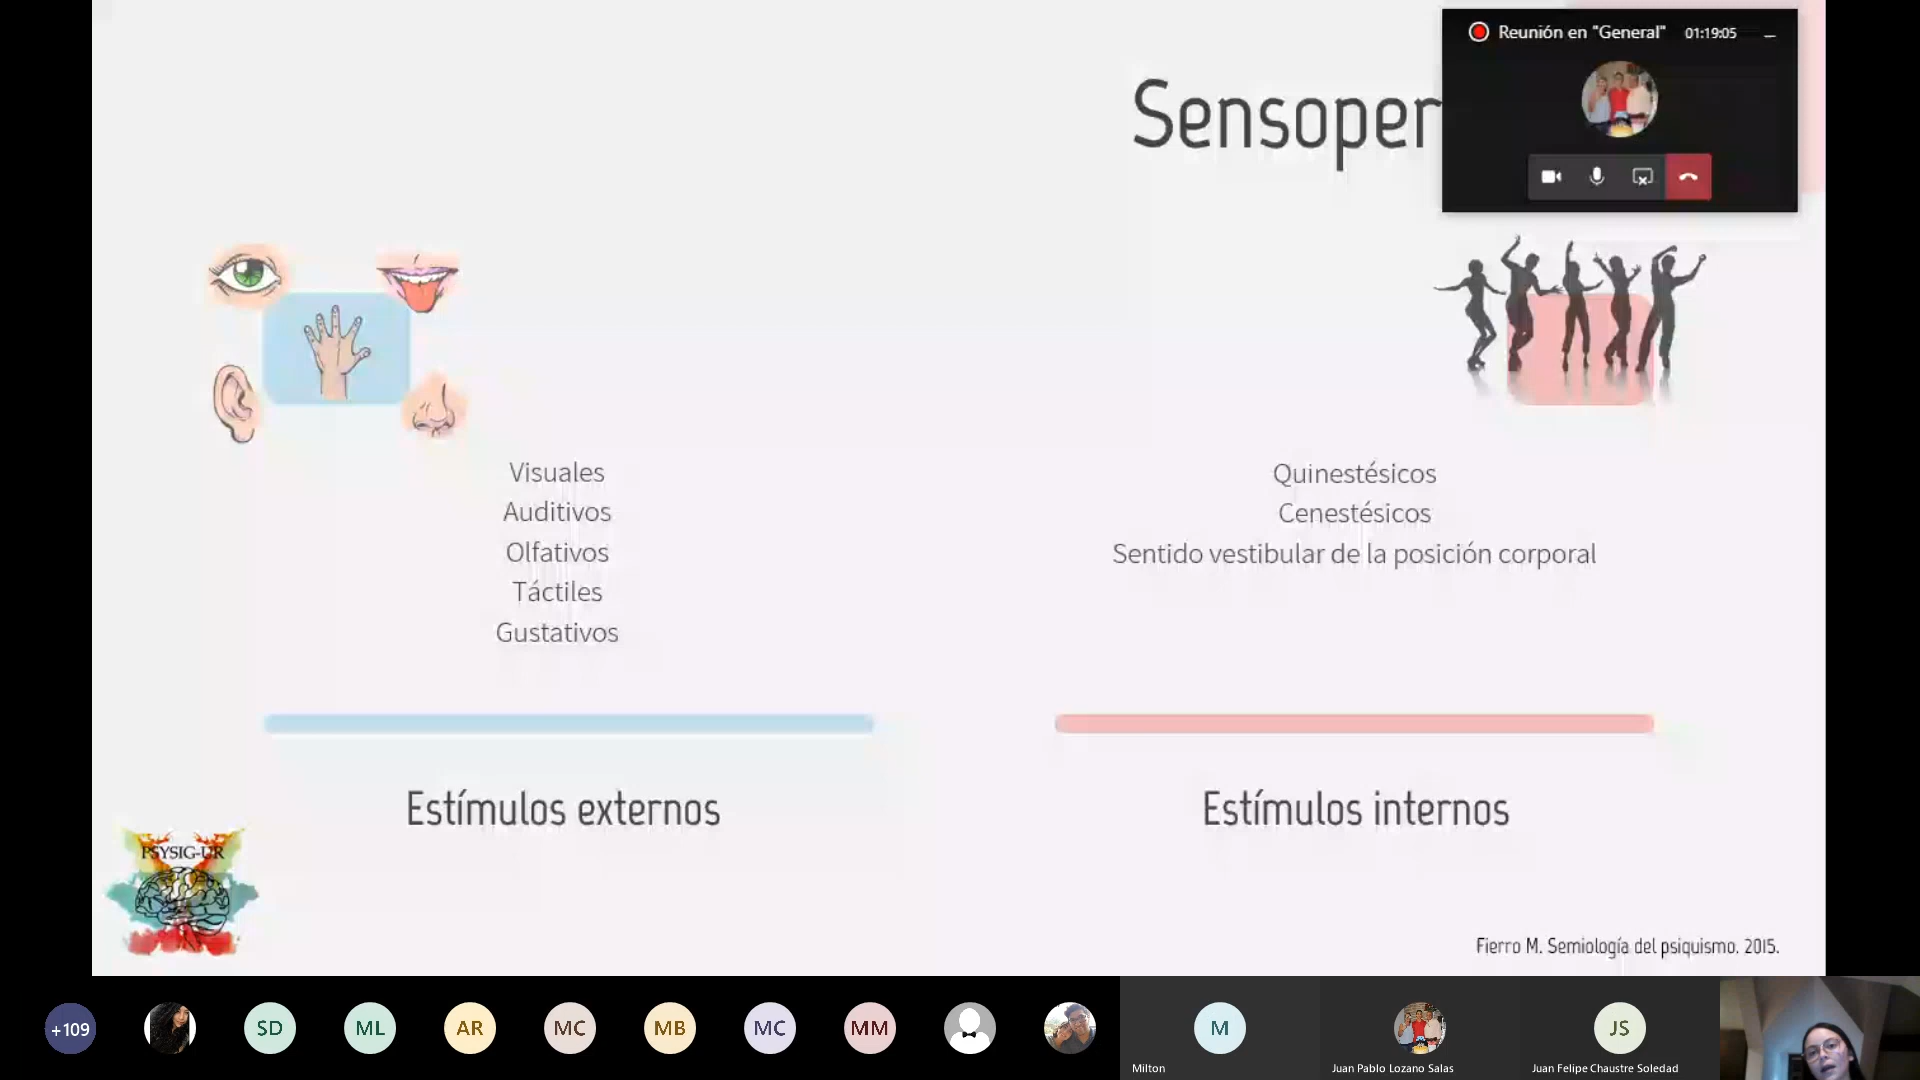 Reunión en "General" 01:19:05
Sensoper
Visuales
Auditivos
Olfativos
Táctiles
Gustativos
Quinestésicos
Cenestésicos
Sentido vestibular de la posición corporal
Estímulos externos
Estímulos internos
PSYSIG-UR
Fierro M. Semiología del psiquismo. 2015.
+109
SD
ML
AR
MC
MB
MC
MM
M
JS
Milton
Juan Pablo Lozano Salas
Juan Felipe Chaustre Soledad